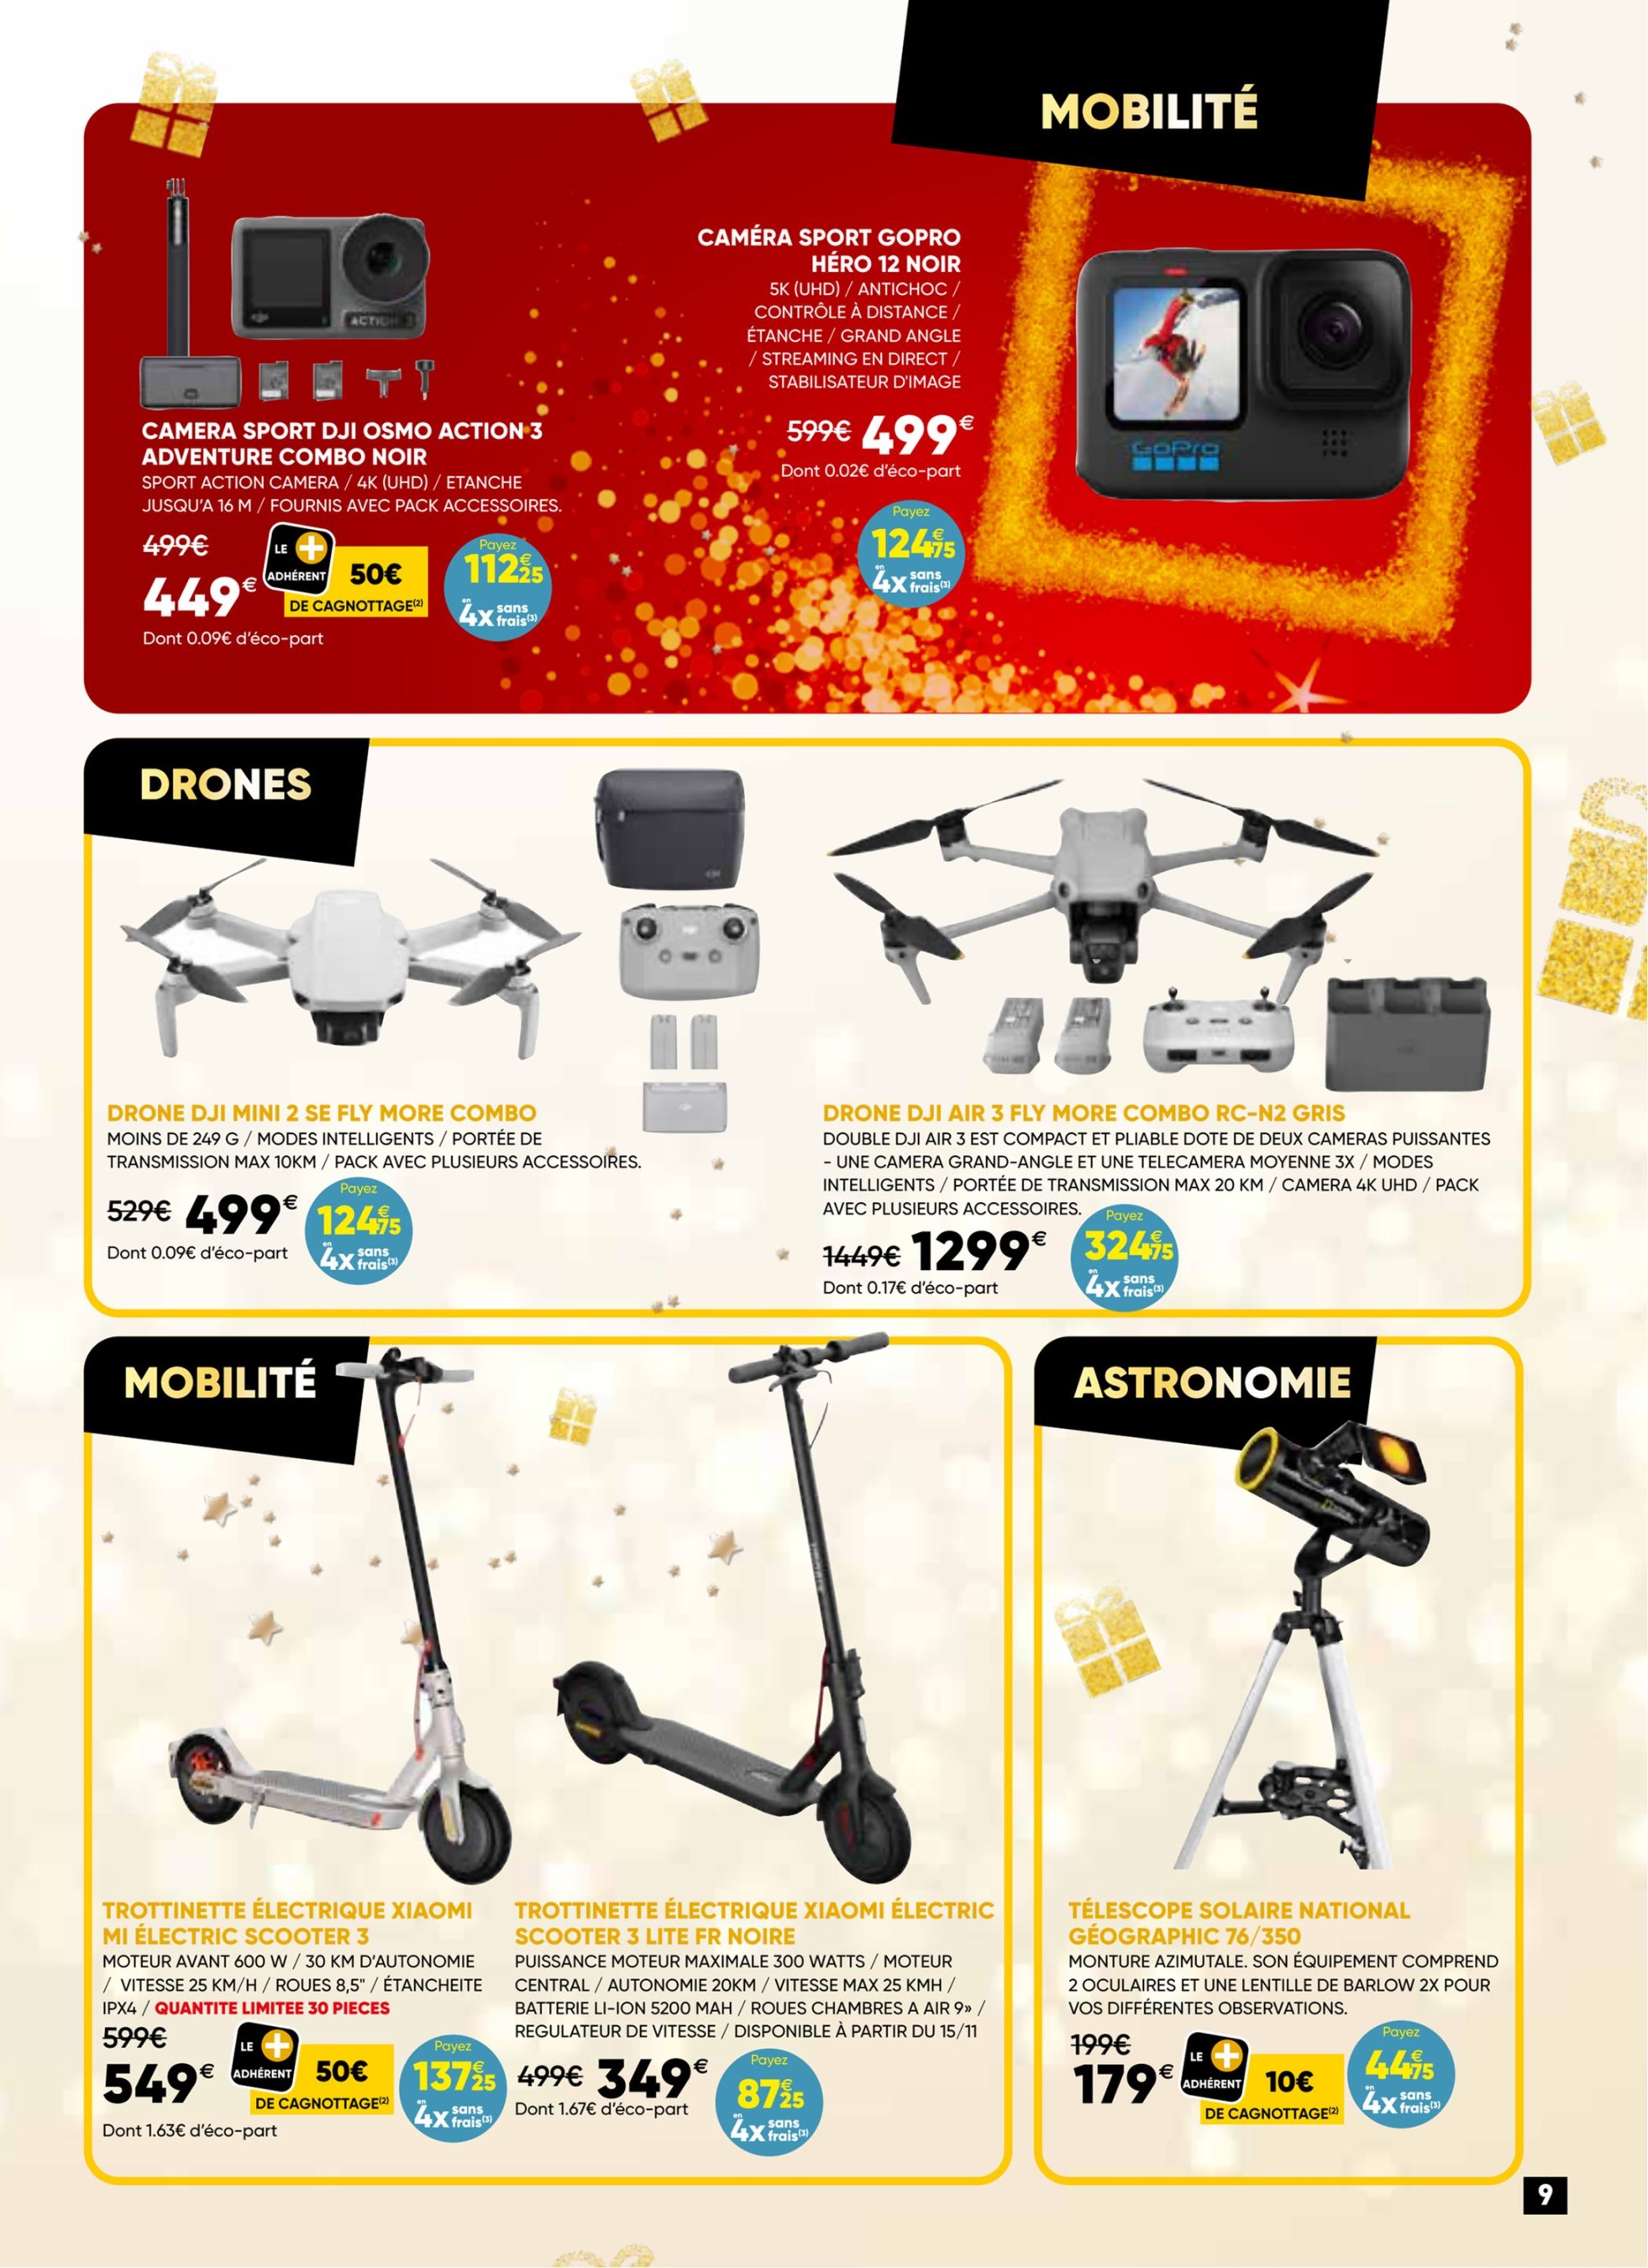 MOBILITÉ
CAMÉRA SPORT GOPRO
HÉRO 12 NOIR
5K (UHD) / ANTICHOC /
CONTRÔLE À DISTANCE /
ÉTANCHE / GRAND ANGLE
/ STREAMING EN DIRECT /
STABILISATEUR D'IMAGE
599€ 499€
Dont 0.02€ d'éco-part
Payez
124€75
en 4x sans frais(3)
GoPro
ACTION 3
CAMERA SPORT DJI OSMO ACTION 3
ADVENTURE COMBO NOIR
SPORT ACTION CAMERA / 4K (UHD) / ETANCHE
JUSQU'A 16 M / FOURNIS AVEC PACK ACCESSOIRES.
499€
449€
LE + ADHÉRENT
50€
DE CAGNOTTAGE(2)
Payez
112€25
en 4x sans frais(3)
Dont 0.09€ d'éco-part
DRONES
DRONE DJI MINI 2 SE FLY MORE COMBO
MOINS DE 249 G / MODES INTELLIGENTS / PORTÉE DE
TRANSMISSION MAX 10KM / PACK AVEC PLUSIEURS ACCESSOIRES.
529€ 499€
Dont 0.09€ d'éco-part
Payez
124€75
en 4x sans frais(3)
DRONE DJI AIR 3 FLY MORE COMBO RC-N2 GRIS
DOUBLE DJI AIR 3 EST COMPACT ET PLIABLE DOTE DE DEUX CAMERAS PUISSANTES
- UNE CAMERA GRAND-ANGLE ET UNE TELECAMERA MOYENNE 3X / MODES
INTELLIGENTS / PORTÉE DE TRANSMISSION MAX 20 KM / CAMERA 4K UHD / PACK
AVEC PLUSIEURS ACCESSOIRES.
1449€ 1299€
Dont 0.17€ d'éco-part
Payez
324€75
en 4x sans frais(3)
MOBILITÉ
TROTTINETTE ÉLECTRIQUE XIAOMI
MI ÉLECTRIC SCOOTER 3
MOTEUR AVANT 600 W / 30 KM D'AUTONOMIE
/ VITESSE 25 KM/H / ROUES 8,5" / ÉTANCHEITE
IPX4 / QUANTITE LIMITEE 30 PIECES
599€
549€
LE + ADHÉRENT
50€
DE CAGNOTTAGE(2)
Payez
137€25
en 4x sans frais(3)
Dont 1.63€ d'éco-part
TROTTINETTE ÉLECTRIQUE XIAOMI ÉLECTRIC
SCOOTER 3 LITE FR NOIRE
PUISSANCE MOTEUR MAXIMALE 300 WATTS / MOTEUR
CENTRAL / AUTONOMIE 20KM / VITESSE MAX 25 KMH /
BATTERIE LI-ION 5200 MAH / ROUES CHAMBRES A AIR 9» /
REGULATEUR DE VITESSE / DISPONIBLE À PARTIR DU 15/11
499€ 349€
Dont 1.67€ d'éco-part
Payez
87€25
en 4x sans frais(3)
ASTRONOMIE
TÉLESCOPE SOLAIRE NATIONAL
GÉOGRAPHIC 76/350
MONTURE AZIMUTALE. SON ÉQUIPEMENT COMPREND
2 OCULAIRES ET UNE LENTILLE DE BARLOW 2X POUR
VOS DIFFÉRENTES OBSERVATIONS.
199€
179€
LE + ADHÉRENT
10€
DE CAGNOTTAGE(2)
Payez
44€75
en 4x sans frais(3)
9